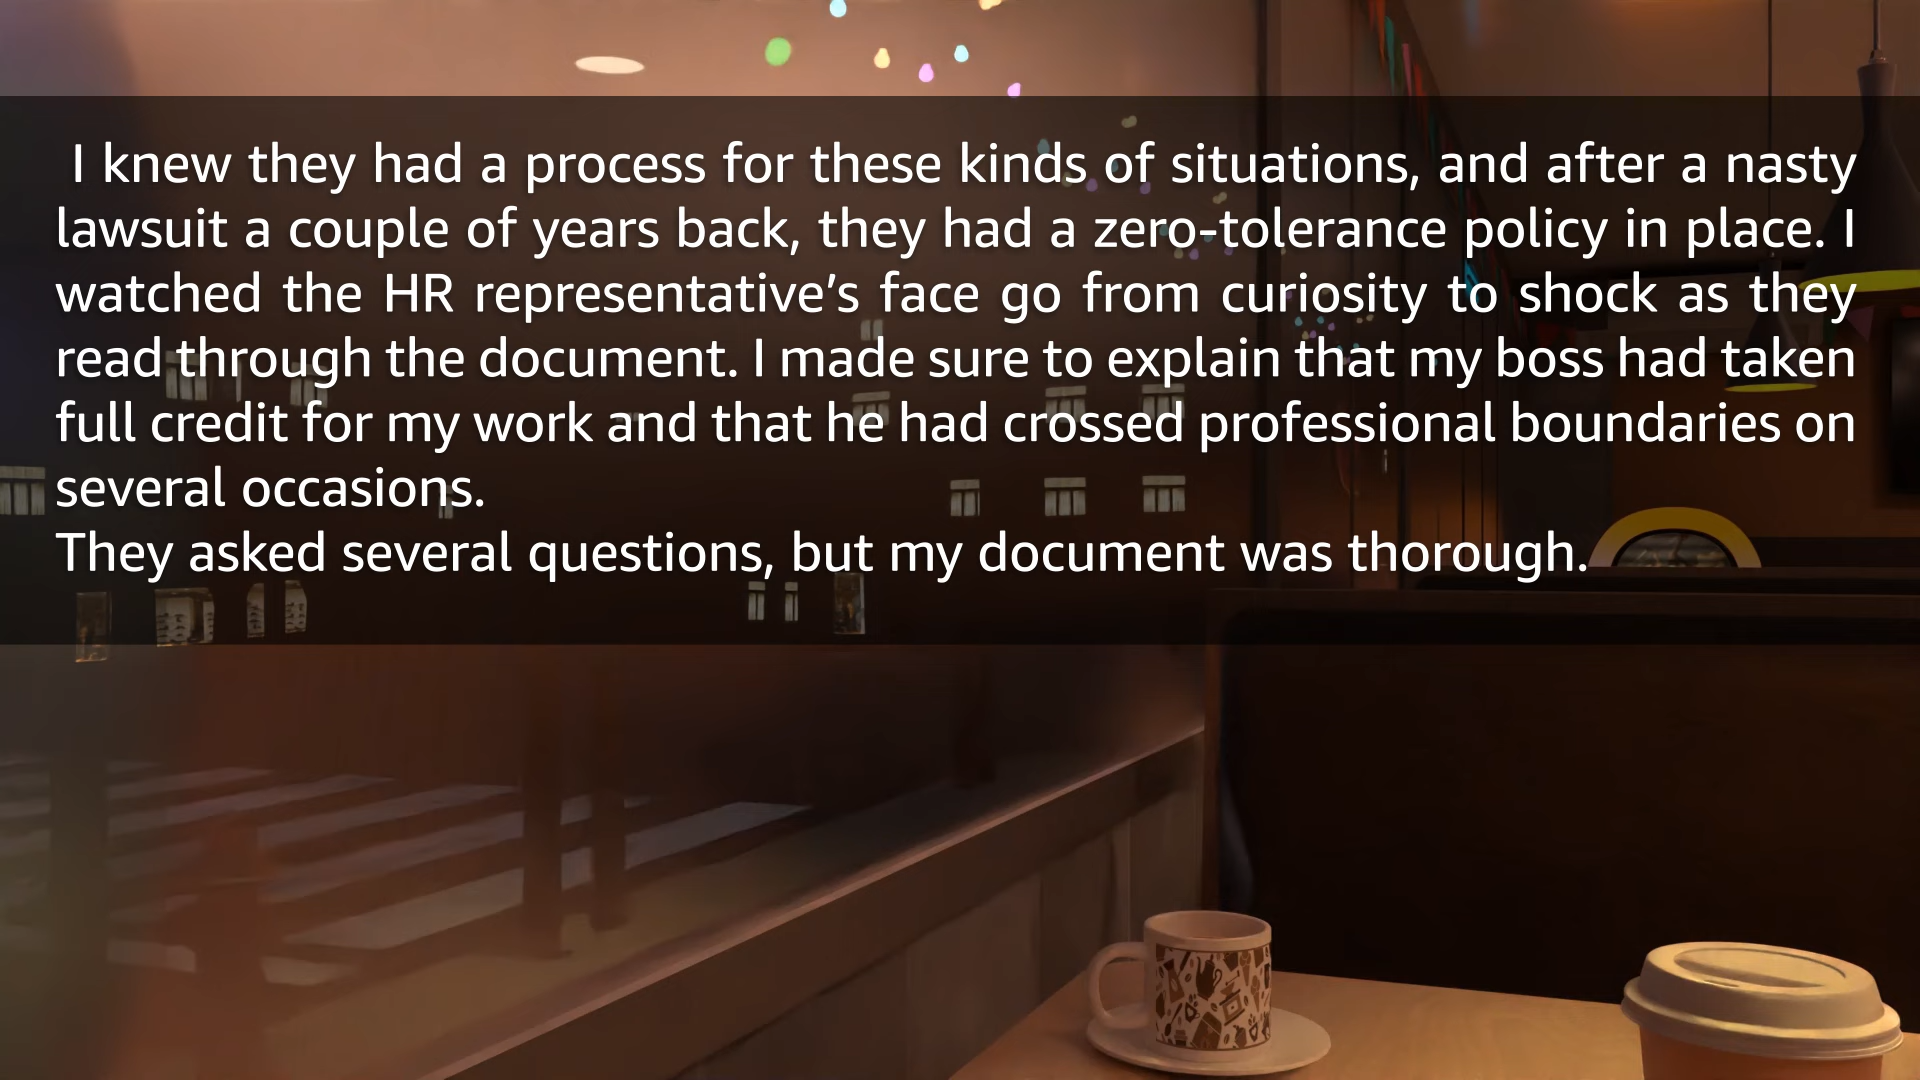 I knew they had a process for these kinds of situations, and after a nasty
lawsuit a couple of years back, they had a zero-tolerance policy in place. I
watched the HR representative’s face go from curiosity to shock as they
read through the document. I made sure to explain that my boss had taken
full credit for my work and that he had crossed professional boundaries on
several occasions.
They asked several questions, but my document was thorough.